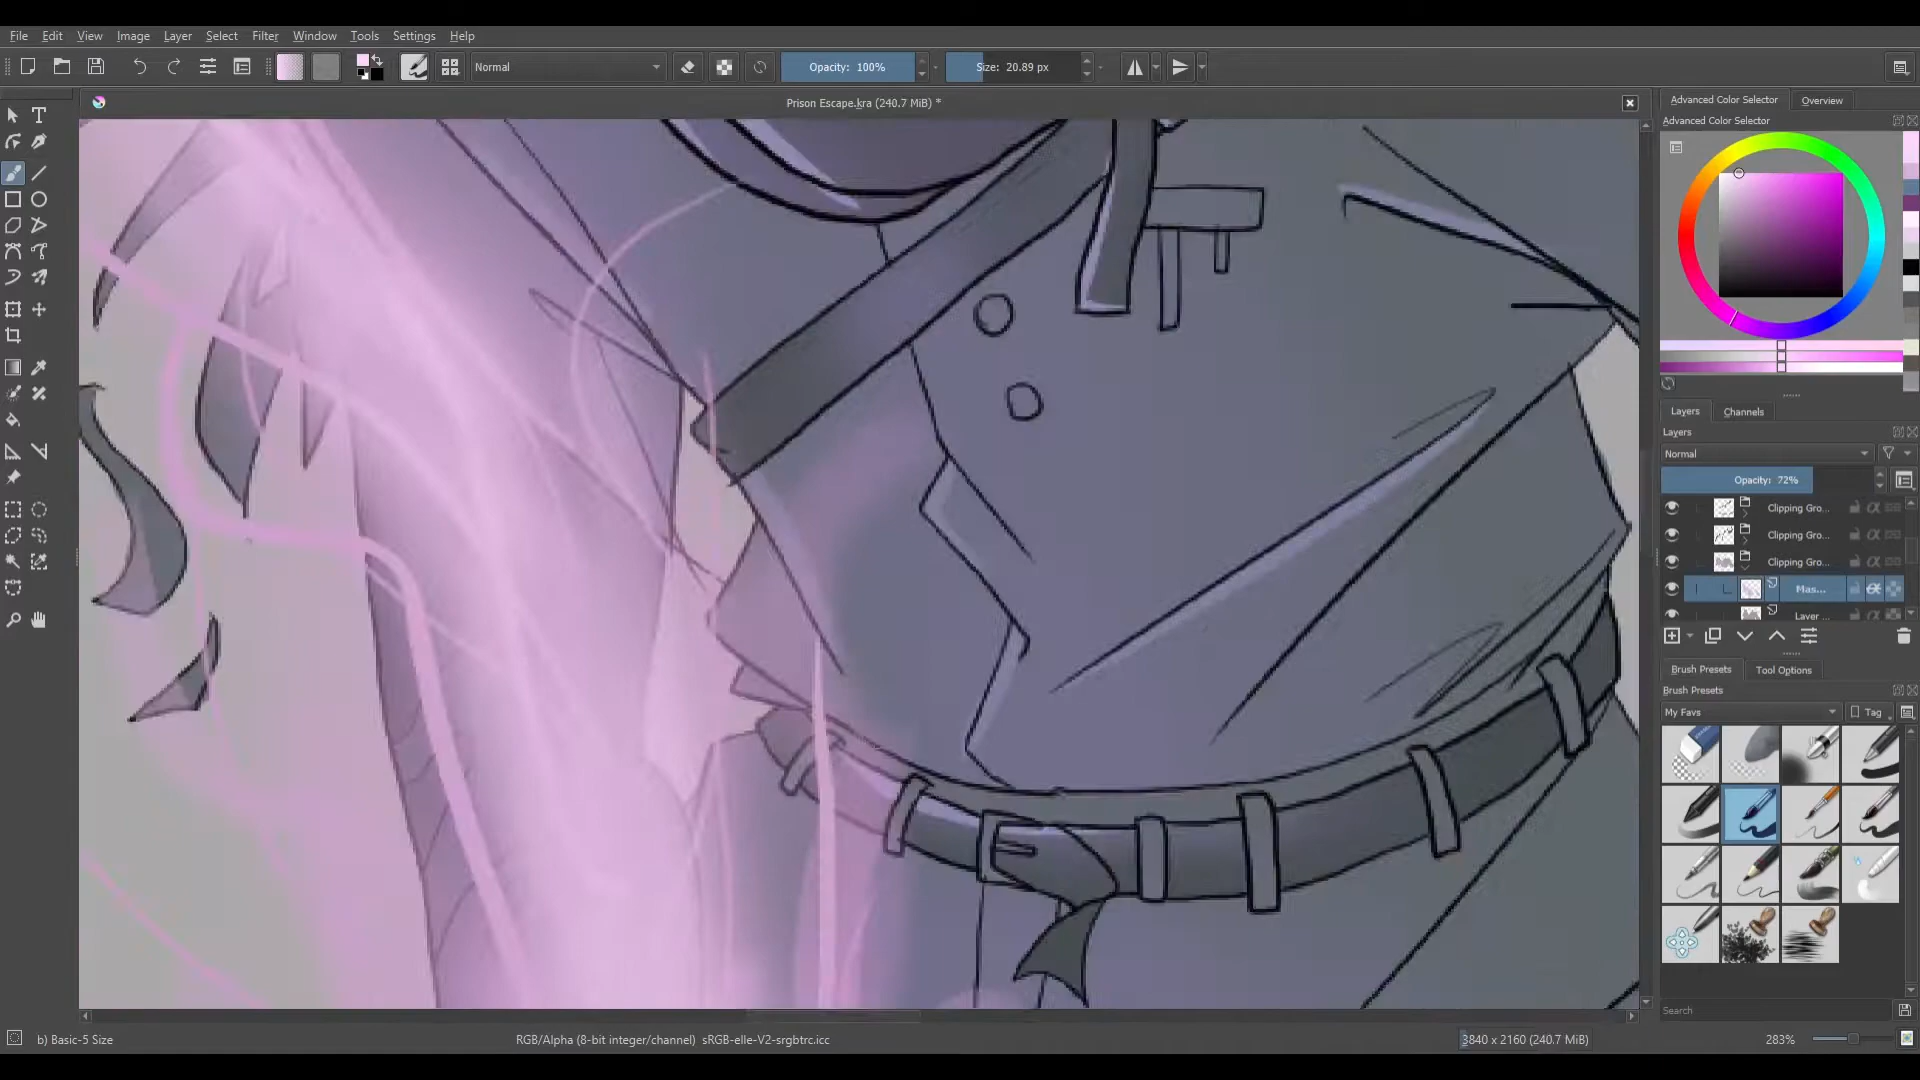 File Edit View Image Layer Select Filter Tools Settings Window Help
Normal Opacity: 100% Size: 20.89 px
Prison Escape.kra (240.7 MiB) *
Advanced Color Selector Overview
Advanced Color Selector
Layers Channels
Layers
Normal
Opacity: 72%
Clipping Gro...
Clipping Gro...
Clipping Gro...
Mas...
Layer ...
Brush Presets Tool Options
Brush Presets
My Favs Tag
Search
b) Basic-5 Size RGB/Alpha (8-bit integer/channel) sRGB-elle-V2-srgbtrc.icc 3840 x 2160 (240.7 MiB) 283%